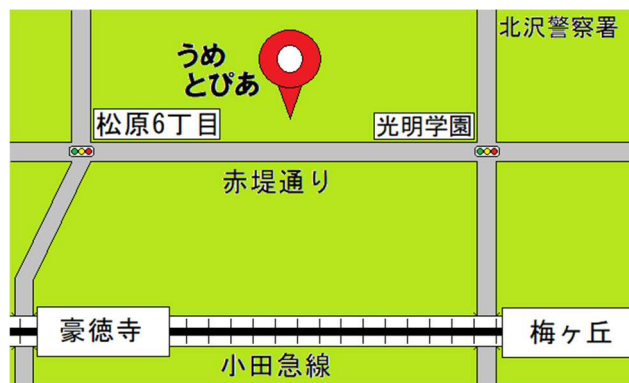 北沢警察署
うめ
とぴあ
松原6丁目
光明学園
赤堤通り
豪徳寺
梅ヶ丘
小田急線